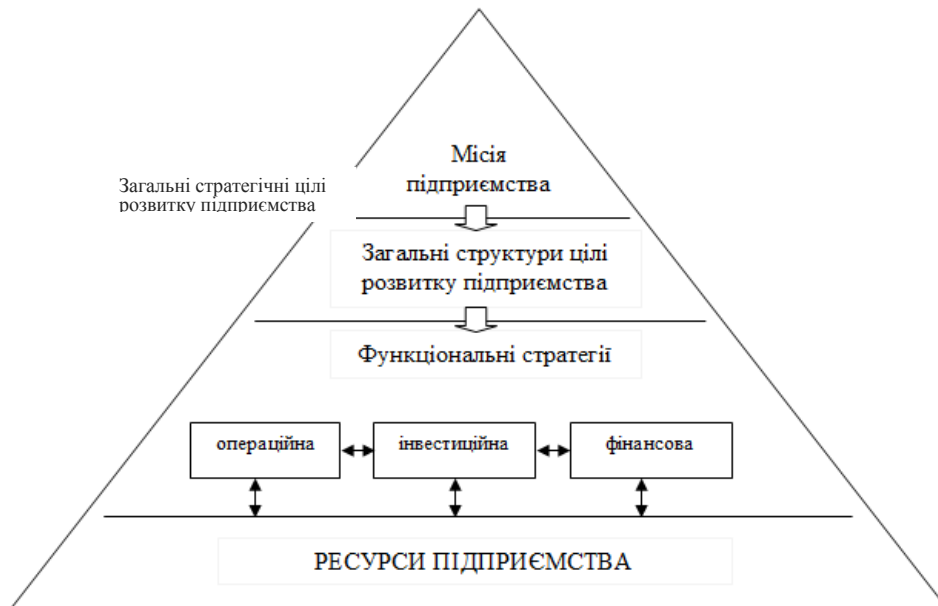 Місія
підприємства
Загальні стратегічні цілі
розвитку підприємства
Загальні структури цілі
розвитку підприємства
Функціональні стратегії
операційна
інвестиційна
фінансова
РЕСУРСИ ПІДПРИЄМСТВА